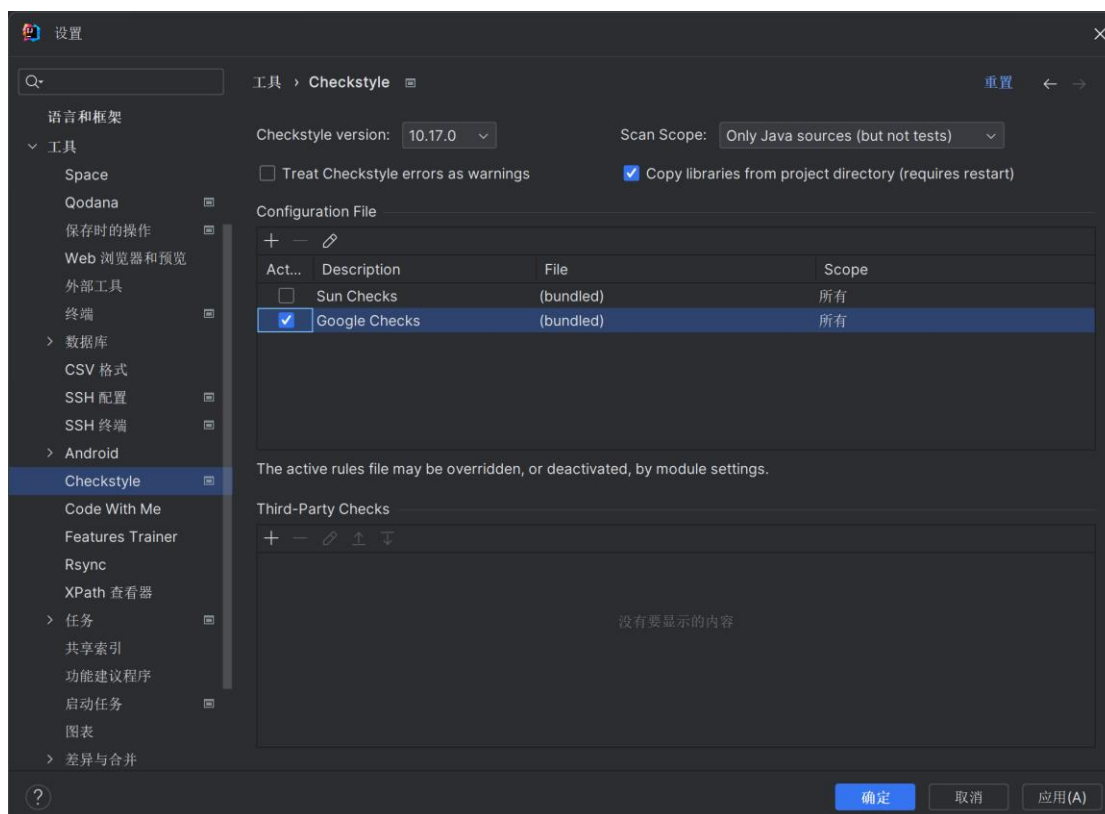 设置
语言和框架
工具
Space
Qodana
保存时的操作
Web 浏览器和预览
外部工具
终端
数据库
CSV 格式
SSH 配置
SSH 终端
Android
Checkstyle
Code With Me
Features Trainer
Rsync
XPath 查看器
任务
共享索引
功能建议程序
启动任务
图表
差异与合并
工具 › Checkstyle
重置
Checkstyle version: 10.17.0
Scan Scope: Only Java sources (but not tests)
Treat Checkstyle errors as warnings
Copy libraries from project directory (requires restart)
Configuration File
Act... Description File Scope
Sun Checks (bundled) 所有
Google Checks (bundled) 所有
The active rules file may be overridden, or deactivated, by module settings.
Third-Party Checks
没有要显示的内容
? 确定 取消 应用(A)